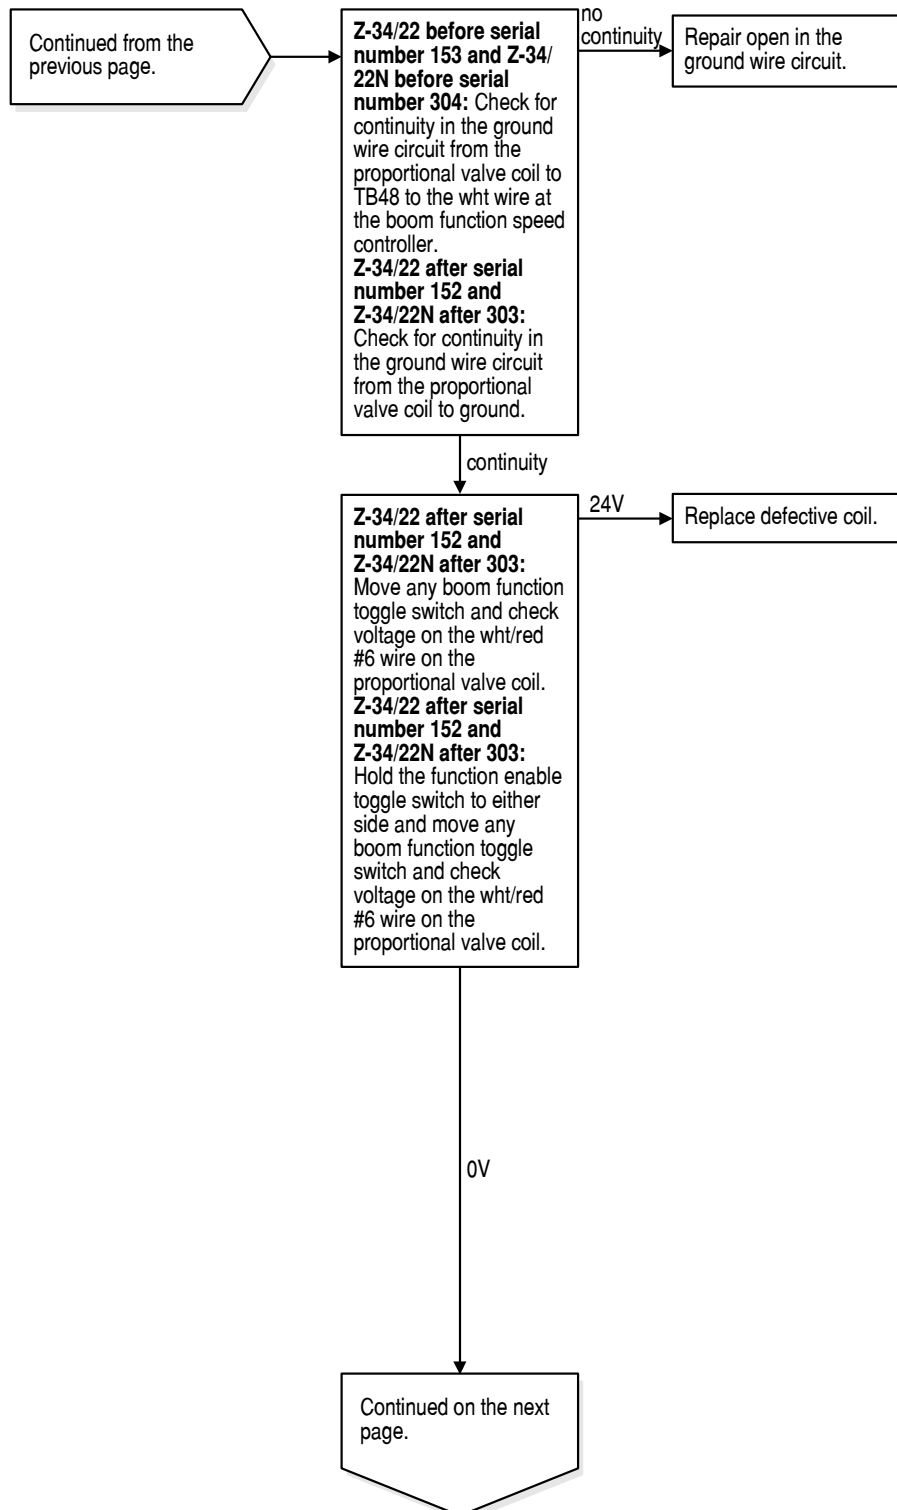 Continued from the
previous page.
Z-34/22 before serial
number 153 and Z-34/
22N before serial
number 304: Check for
continuity in the ground
wire circuit from the
proportional valve coil to
TB48 to the wht wire at
the boom function speed
controller.
Z-34/22 after serial
number 152 and
Z-34/22N after 303:
Check for continuity in
the ground wire circuit
from the proportional
valve coil to ground.
no
continuity
Repair open in the
ground wire circuit.
continuity
Z-34/22 after serial
number 152 and
Z-34/22N after 303:
Move any boom function
toggle switch and check
voltage on the wht/red
#6 wire on the
proportional valve coil.
Z-34/22 after serial
number 152 and
Z-34/22N after 303:
Hold the function enable
toggle switch to either
side and move any
boom function toggle
switch and check
voltage on the wht/red
#6 wire on the
proportional valve coil.
24V
Replace defective coil.
0V
Continued on the next
page.